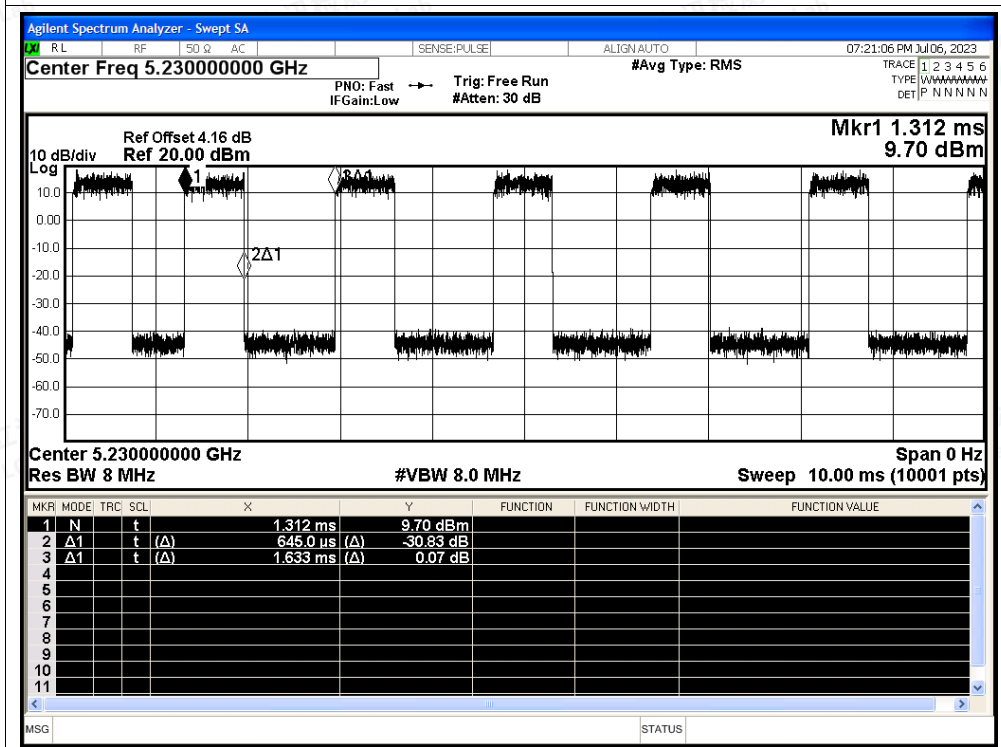 Agilent Spectrum Analyzer - Swept SA
LXI RL RF 50 Ω AC SENSE:PULSE ALIGN AUTO 07:21:06 PM Jul 06, 2023
Center Freq 5.230000000 GHz
PNO: Fast
IFGain:Low
Trig: Free Run
#Atten: 30 dB
#Avg Type: RMS
TRACE 1 2 3 4 5 6
TYPE WWWWWW
DET P N N N N N
Mkr1 1.312 ms
9.70 dBm
Ref Offset 4.16 dB
10 dB/div Ref 20.00 dBm
Log
10.0
0.00
-10.0
-20.0
-30.0
-40.0
-50.0
-60.0
-70.0
1
3Δ1
2Δ1
Center 5.230000000 GHz Span 0 Hz
Res BW 8 MHz #VBW 8.0 MHz Sweep 10.00 ms (10001 pts)
MKR MODE TRC SCL X Y FUNCTION FUNCTION WIDTH FUNCTION VALUE
1 N t 1.312 ms 9.70 dBm
2 Δ1 t (Δ) 645.0 µs (Δ) -30.83 dB
3 Δ1 t (Δ) 1.633 ms (Δ) 0.07 dB
4
5
6
7
8
9
10
11
MSG STATUS